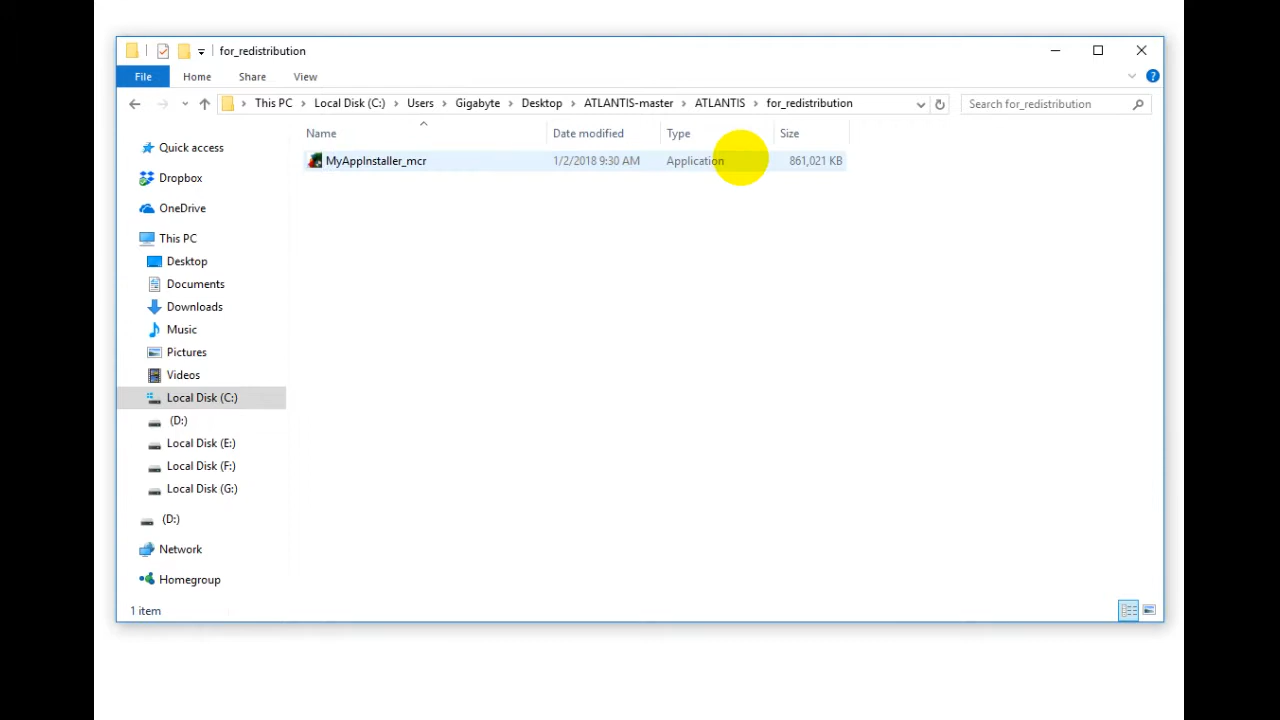 for_redistribution
File Home Share View
This PC Local Disk (C:) Users Gigabyte Desktop ATLANTIS-master ATLANTIS for_redistribution Search for_redistribution
Name Date modified Type Size
MyAppInstaller_mcr 1/2/2018 9:30 AM Application 861,021 KB
Quick access
Dropbox
OneDrive
This PC
Desktop
Documents
Downloads
Music
Pictures
Videos
Local Disk (C:)
(D:)
Local Disk (E:)
Local Disk (F:)
Local Disk (G:)
(D:)
Network
Homegroup
1 item